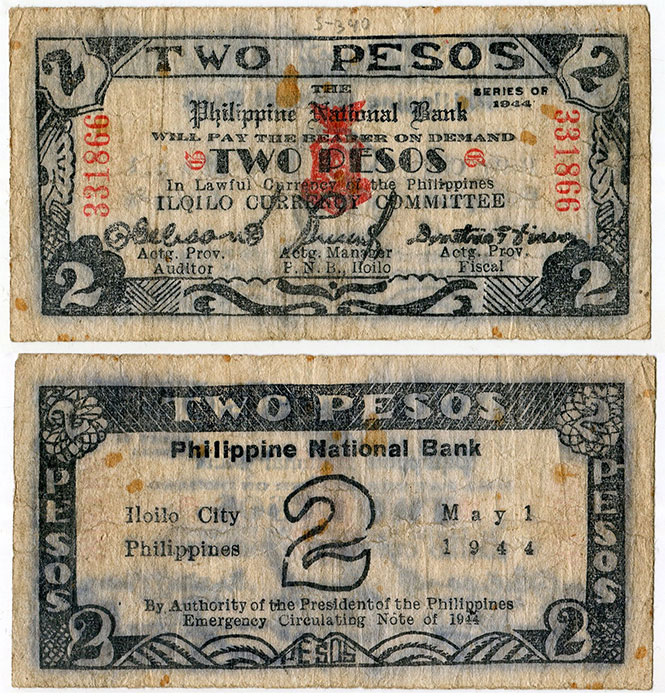 S-340
2 TWO PESOS 2
THE
SERIES OF
1944
Philippine National Bank
WILL PAY THE BEARER ON DEMAND
331866
S TWO PESOS S
331866
In Lawful Currency of the Philippines
ILOILO CURRENCY COMMITTEE
Actg. Prov. Actg. Manager Actg. Prov.
Auditor P. N. B., Iloilo Fiscal
2 2
2 TWO PESOS 2
Philippine National Bank
PESOS
2
PESOS
Iloilo City May 1
Philippines 1944
By Authority of the President of the Philippines
Emergency Circulating Note of 1944
2 PESOS 2